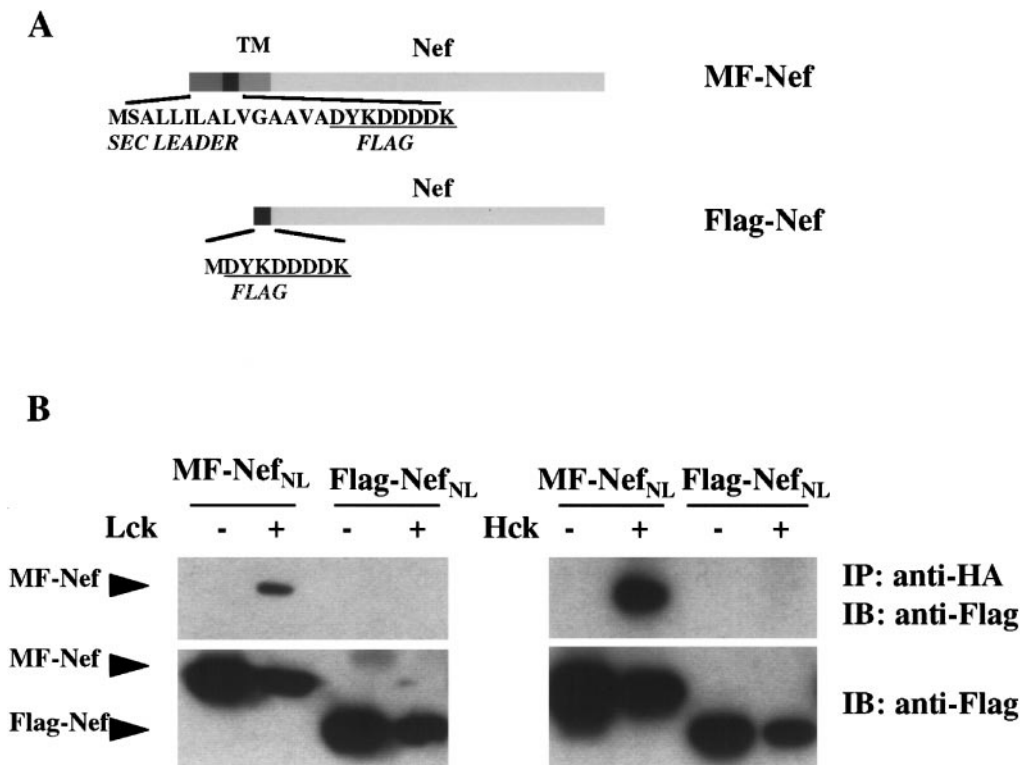 A
TM
Nef
MF-Nef
MSALLILALVGAAVADYKDDDDK
SEC LEADER
FLAG
Nef
Flag-Nef
MDYKDDDDK
FLAG
B
MF-NefNL Flag-NefNL MF-NefNL Flag-NefNL
Lck - + - + Hck - + - +
MF-Nef
IP: anti-HA
IB: anti-Flag
MF-Nef
Flag-Nef
IB: anti-Flag